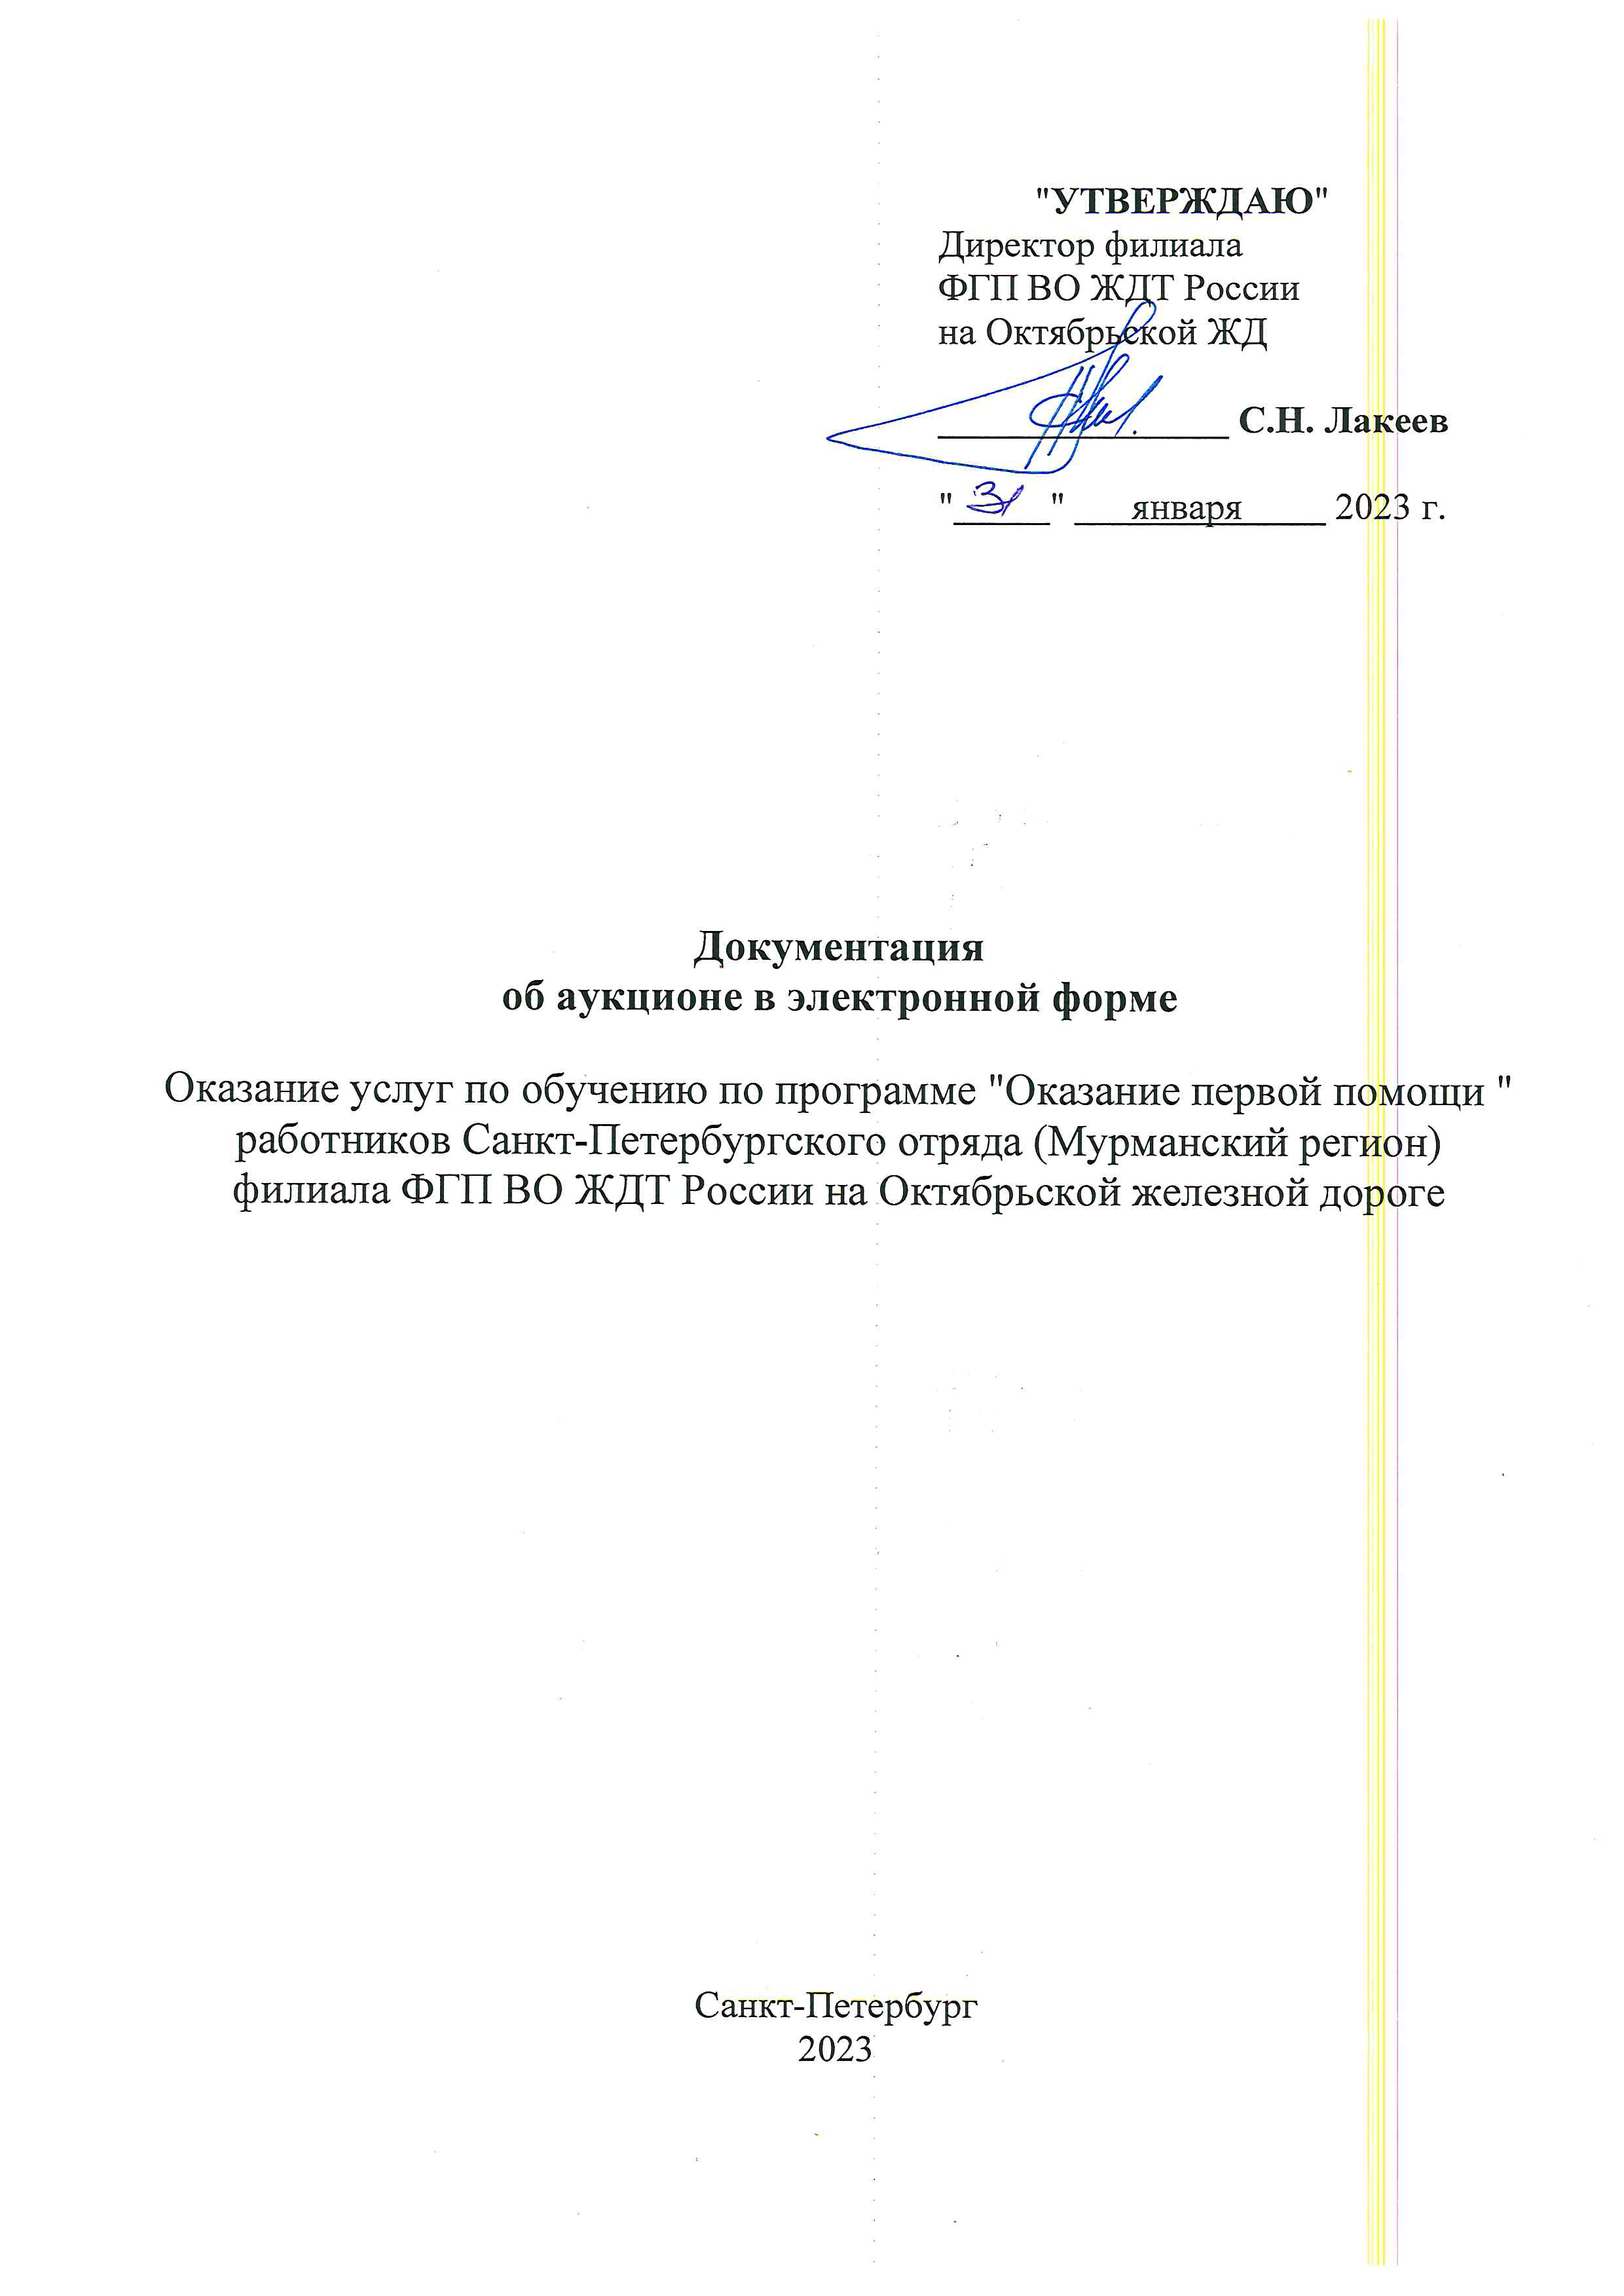 "УТВЕРЖДАЮ"
Директор филиала
ФГП ВО ЖДТ России
на Октябрьской ЖД
С.Н. Лакеев
"31" января 2023 г.
Документация
об аукционе в электронной форме
Оказание услуг по обучению по программе "Оказание первой помощи "
работников Санкт-Петербургского отряда (Мурманский регион)
филиала ФГП ВО ЖДТ России на Октябрьской железной дороге
Санкт-Петербург
2023